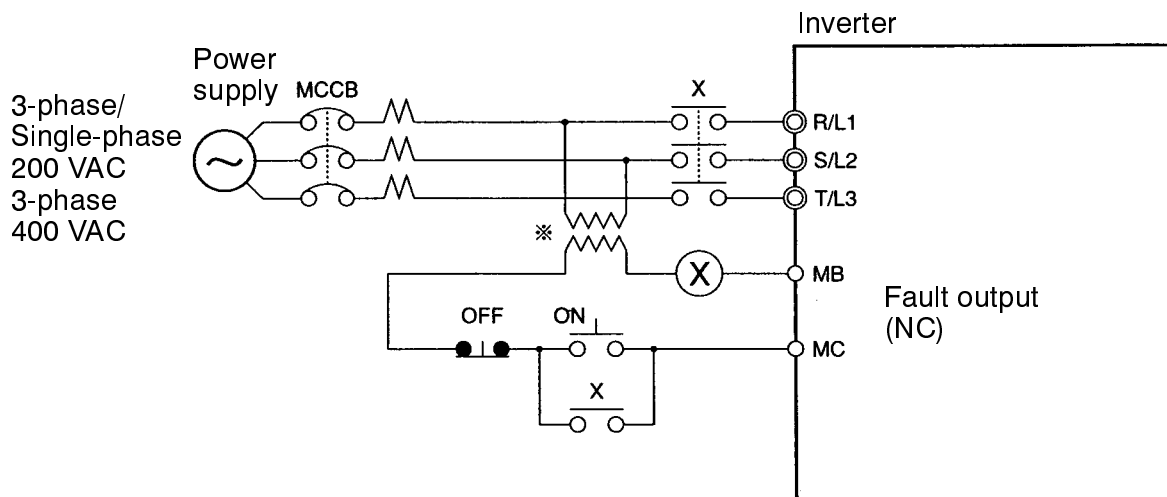 Inverter
Power
supply
MCCB
3-phase/
Single-phase
200 VAC
3-phase
400 VAC
X
R/L1
S/L2
T/L3
※
X
MB
Fault output
(NC)
OFF
ON
MC
X